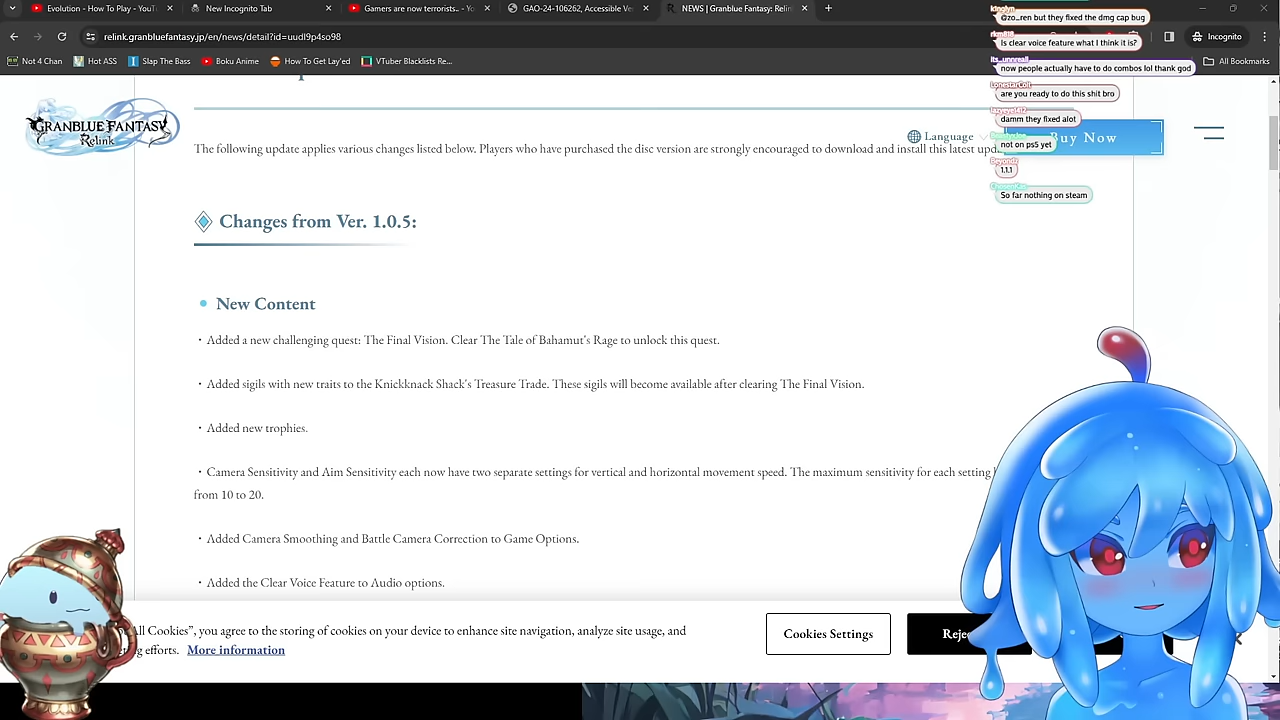 Evolution - How To Play - YouT
New Incognito Tab
Gamers are now targets..
GAO-24-106262, Accessible Ve
NEWS | Granblue Fantasy: Relin
relink.granbluefantasy.jp/en/news/detail?id=uuz9p4so98
Incognito
Not 4 Chan
Hot ASS
Slap The Bass
Boku Anime
How To Get Layed
All Bookmarks
@zo_ren but they fixed the dmg cap bug
Is clear voice feature what I think it is?
now people actually have to do combos lol thank god
are you ready to do this shit bro
damm they fixed alot
not on ps5 yet
1.1.1
So far nothing on steam
GRANBLUE FANTASY
Relink
Language
Buy Now
The following update applies various changes listed below. Players who have purchased the disc version are strongly encouraged to download and install this latest upd
Changes from Ver. 1.0.5:
New Content
・Added a new challenging quest: The Final Vision. Clear The Tale of Bahamut's Rage to unlock this quest.
・Added sigils with new traits to the Knickknack Shack's Treasure Trade. These sigils will become available after clearing The Final Vision.
・Added new trophies.
・Camera Sensitivity and Aim Sensitivity each now have two separate settings for vertical and horizontal movement speed. The maximum sensitivity for each setting
from 10 to 20.
・Added Camera Smoothing and Battle Camera Correction to Game Options.
・Added the Clear Voice Feature to Audio options.
All Cookies”, you agree to the storing of cookies on your device to enhance site navigation, analyze site usage, and
efforts. More information
Cookies Settings
Rejec